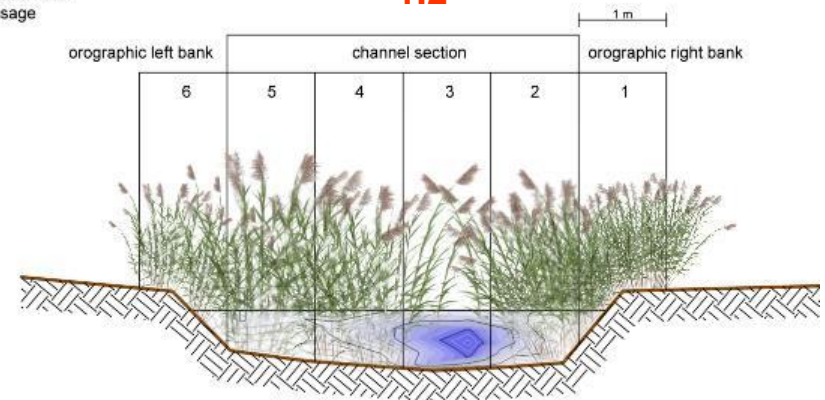 sage
1 m
orographic left bank
channel section
orographic right bank
6
5
4
3
2
1